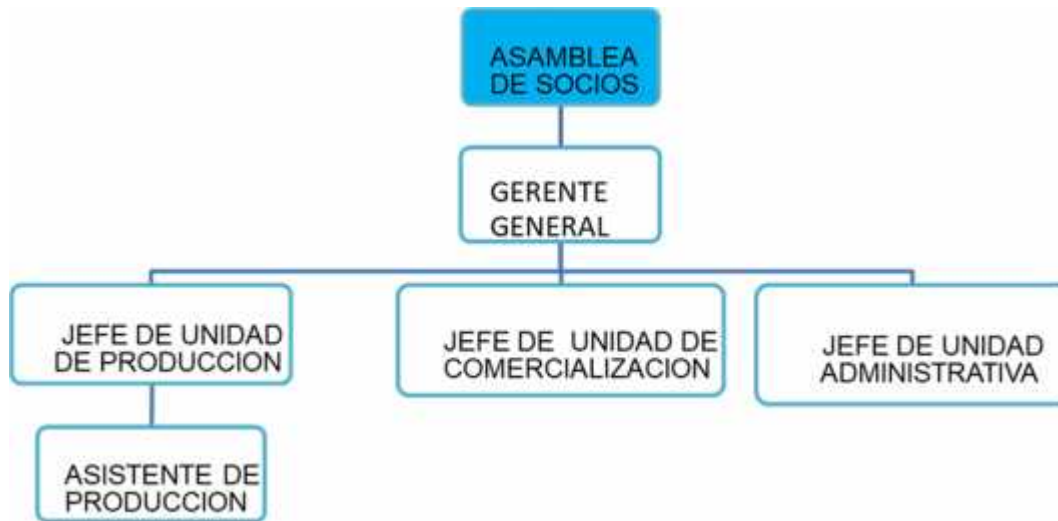 ASAMBLEA
DE SOCIOS
GERENTE
GENERAL
JEFE DE UNIDAD
DE PRODUCCION
JEFE DE UNIDAD DE
COMERCIALIZACION
JEFE DE UNIDAD
ADMINISTRATIVA
ASISTENTE DE
PRODUCCION